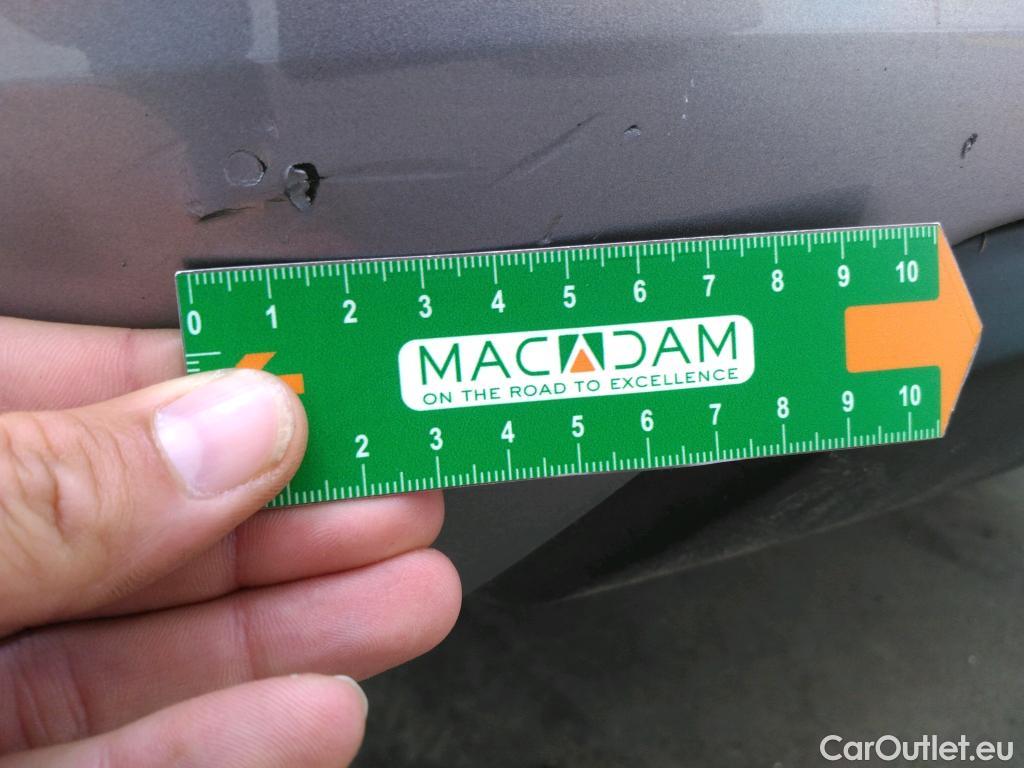 0 1 2 3 4 5 6 7 8 9 10
MACADAM
ON THE ROAD TO EXCELLENCE
2 3 4 5 6 7 8 9 10
CarOutlet.eu